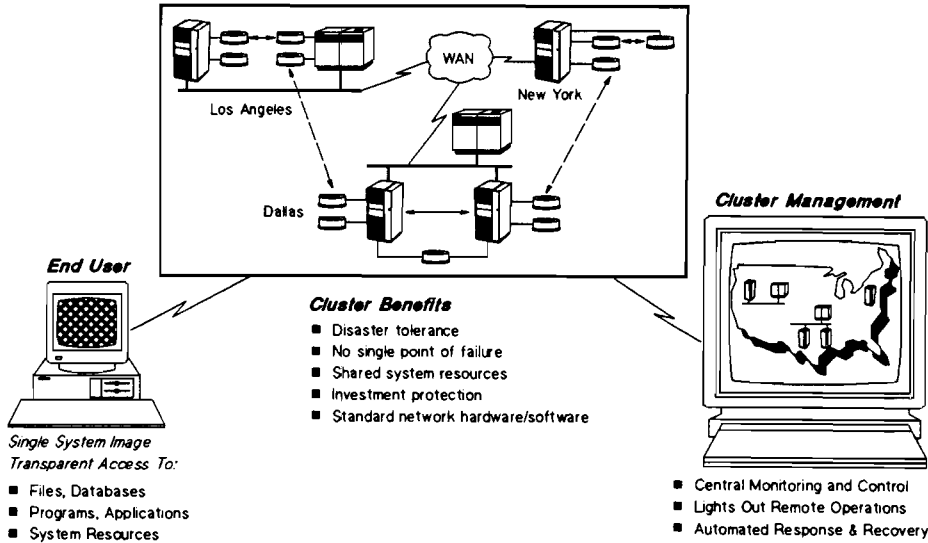 WAN
Los Angeles
New York
Dallas
Cluster Management
End User
Cluster Benefits
■ Disaster tolerance
■ No single point of failure
■ Shared system resources
■ Investment protection
■ Standard network hardware/software
Single System Image
Transparent Access To:
■ Files, Databases
■ Programs, Applications
■ System Resources
■ Central Monitoring and Control
■ Lights Out Remote Operations
■ Automated Response & Recovery